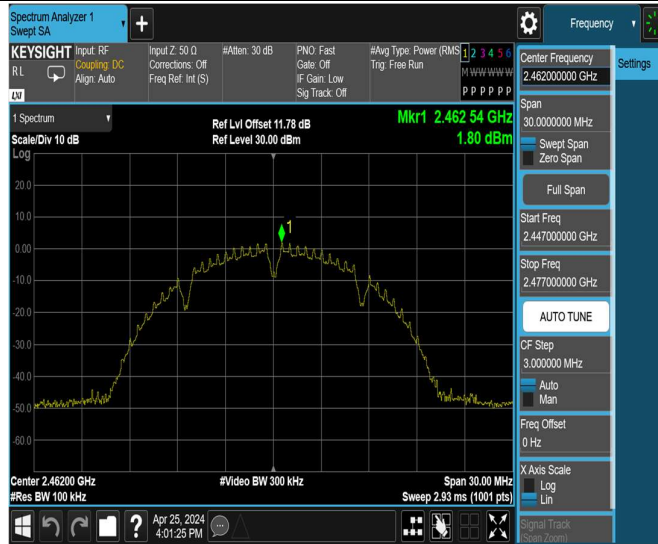 Spectrum Analyzer 1
Swept SA
+
Frequency
KEYSIGHT
RL
LXI
Input: RF
Coupling: DC
Align: Auto
Input Z: 50 Ω
Corrections: Off
Freq Ref: Int (S)
#Atten: 30 dB
PNO: Fast
Gate: Off
IF Gain: Low
Sig Track: Off
#Avg Type: Power (RMS
Trig: Free Run
1 2 3 4 5 6
M W W W W W
P P P P P P
1 Spectrum
Scale/Div 10 dB
Log
Ref Lvl Offset 11.78 dB
Ref Level 30.00 dBm
Mkr1 2.462 54 GHz
1.80 dBm
20.0
10.0
0.00
-10.0
-20.0
-30.0
-40.0
-50.0
-60.0
1
Center 2.46200 GHz
#Res BW 100 kHz
#Video BW 300 kHz
Span 30.00 MHz
Sweep 2.93 ms (1001 pts)
Center Frequency
2.462000000 GHz
Settings
Span
30.0000000 MHz
Swept Span
Zero Span
Full Span
Start Freq
2.447000000 GHz
Stop Freq
2.477000000 GHz
AUTO TUNE
CF Step
3.000000 MHz
Auto
Man
Freq Offset
0 Hz
X Axis Scale
Log
Lin
Signal Track
(Span Zoom)
?
Apr 25, 2024
4:01:25 PM